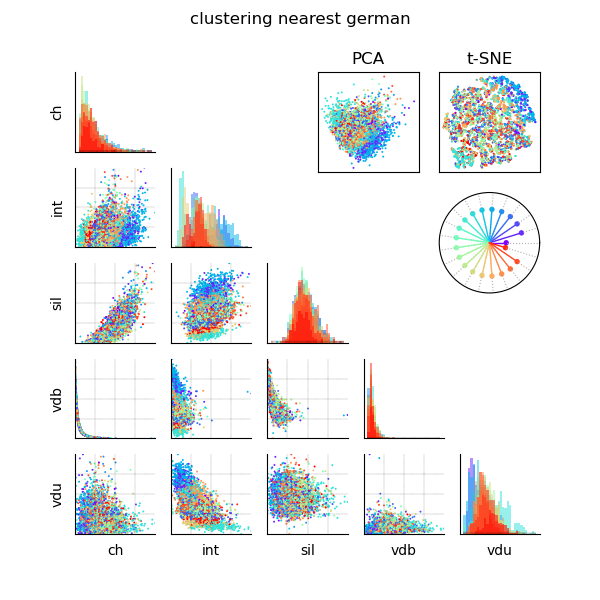 clustering nearest german
PCA
t-SNE
ch
int
sil
vdb
vdu
ch
int
sil
vdb
vdu